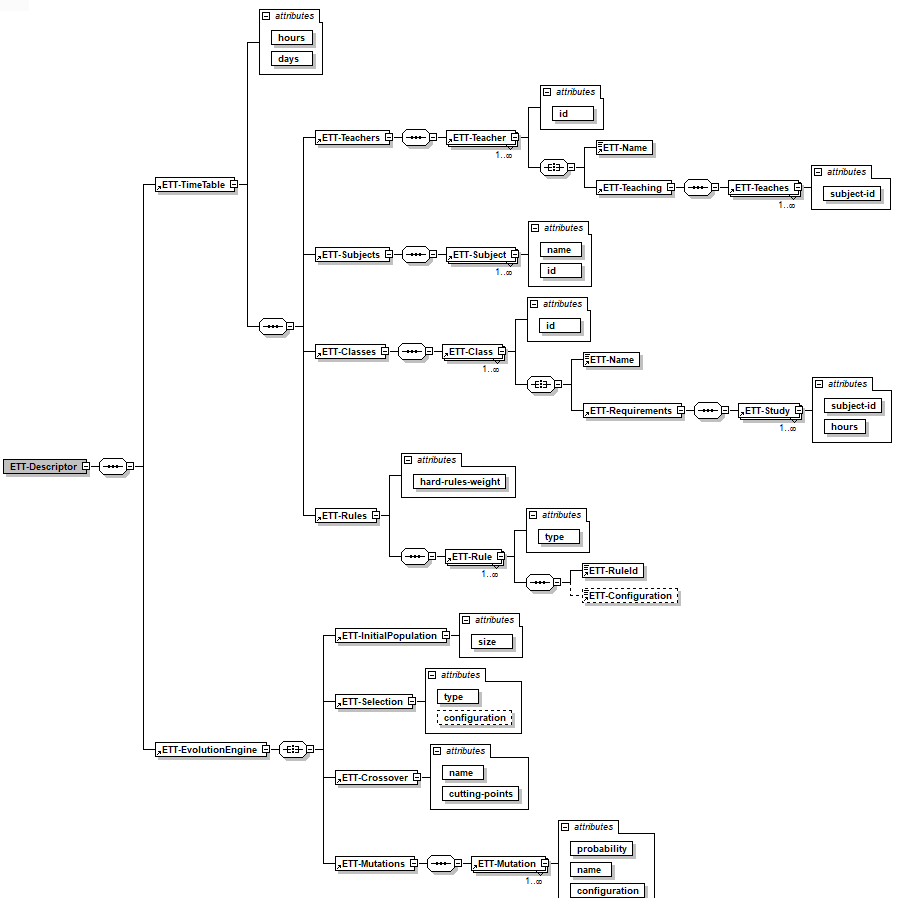 attributes
hours
days
attributes
id
ETT-Teachers
ETT-Teacher
1..∞
ETT-Name
ETT-TimeTable
ETT-Teaching
ETT-Teaches
1..∞
attributes
subject-id
attributes
name
id
ETT-Subjects
ETT-Subject
1..∞
attributes
id
ETT-Classes
ETT-Class
1..∞
ETT-Name
ETT-Requirements
ETT-Study
1..∞
attributes
subject-id
hours
ETT-Descriptor
attributes
hard-rules-weight
ETT-Rules
attributes
type
ETT-Rule
1..∞
ETT-RuleId
ETT-Configuration
attributes
size
ETT-InitialPopulation
attributes
type
configuration
ETT-Selection
ETT-EvolutionEngine
attributes
name
cutting-points
ETT-Crossover
attributes
probability
name
configuration
ETT-Mutations
ETT-Mutation
1..∞